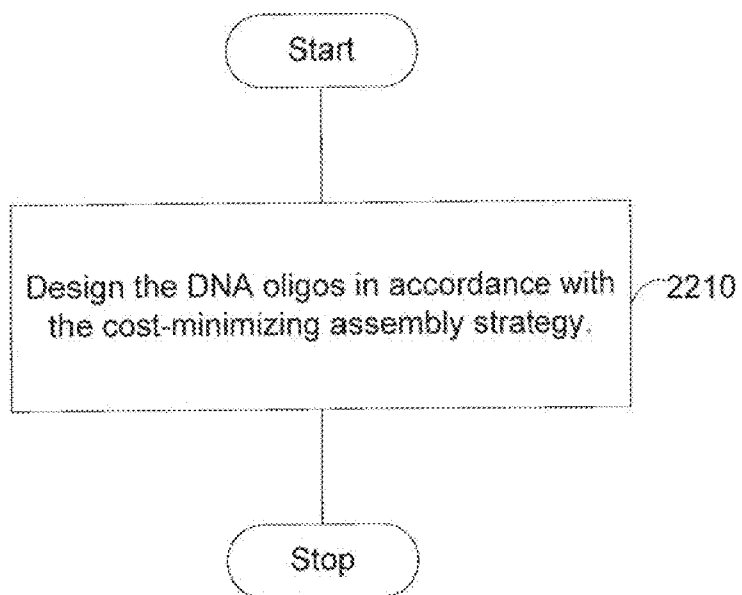 Start
Design the DNA oligos in accordance with
the cost-minimizing assembly strategy.
2210
Stop